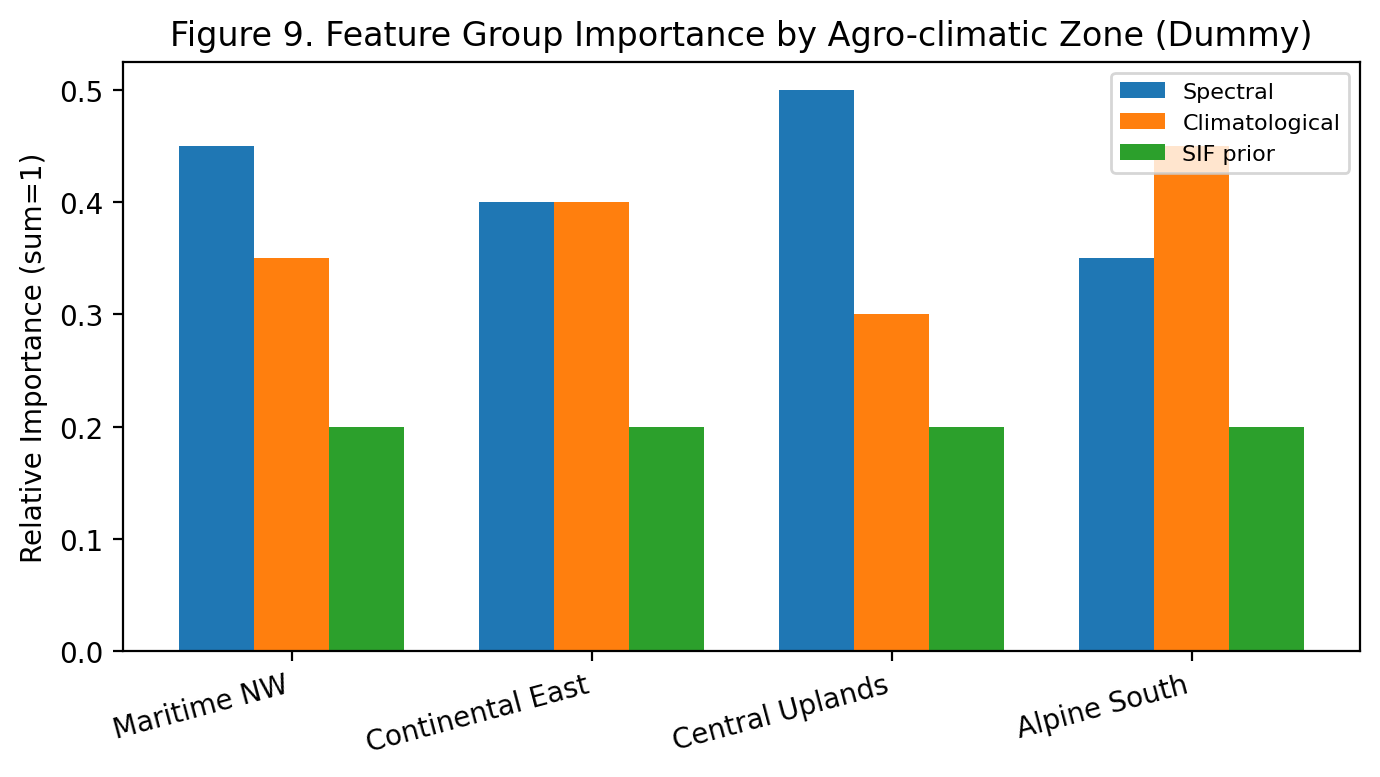 Figure 9. Feature Group Importance by Agro-climatic Zone (Dummy)
Relative Importance (sum=1)
0.5
0.4
0.3
0.2
0.1
0.0
Spectral
Climatological
SIF prior
Maritime NW
Continental East
Central Uplands
Alpine South